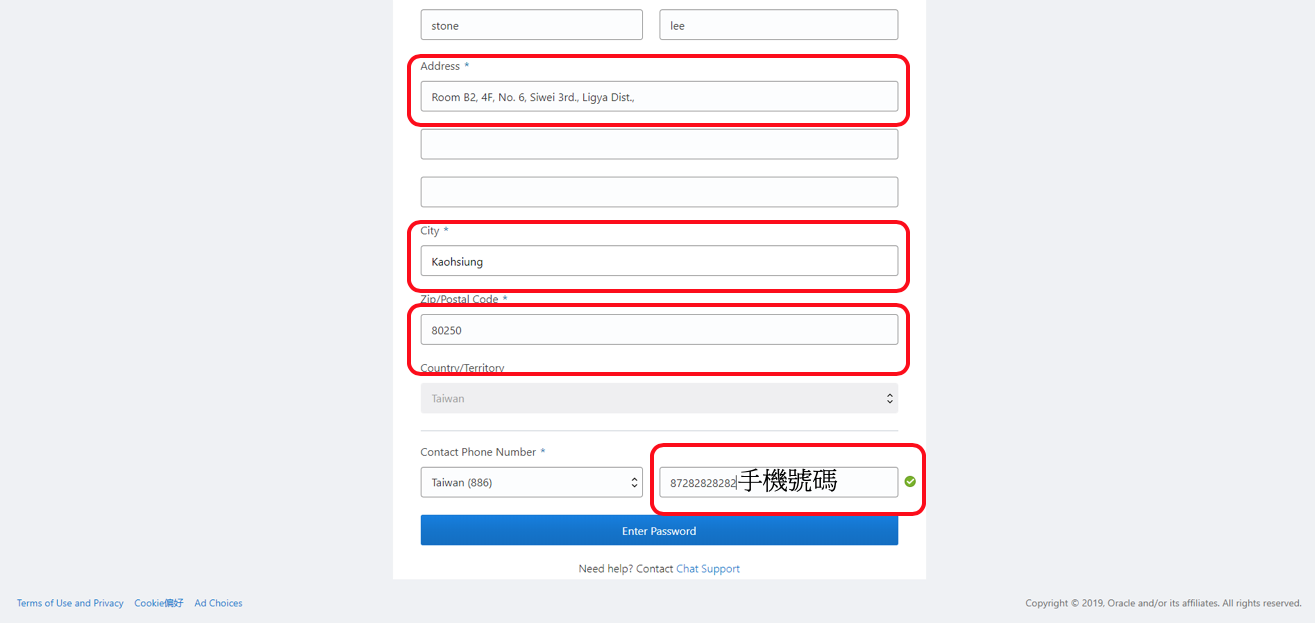 stone lee
Address *
Room B2, 4F, No. 6, Siwei 3rd., Ligya Dist.,
City *
Kaohsiung
Zip/Postal Code *
80250
Country/Territory
Taiwan
Contact Phone Number *
Taiwan (886) 87282828282 手機號碼
Enter Password
Need help? Contact Chat Support
Terms of Use and Privacy Cookie偏好 Ad Choices Copyright © 2019, Oracle and/or its affiliates. All rights reserved.